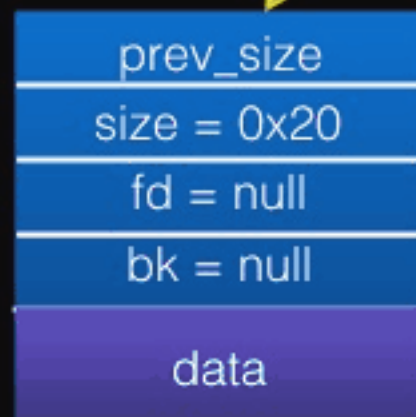 prev_size
size = 0x20
fd = null
bk = null
data